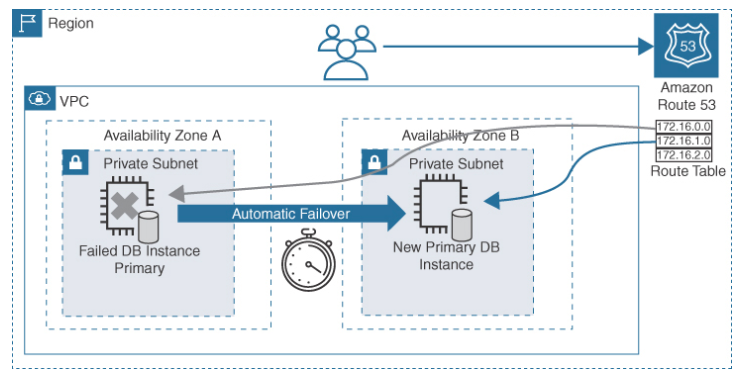 Region
53
Amazon
Route 53
VPC
Availability Zone A
Availability Zone B
172.16.0.0
172.16.1.0
172.16.2.0
Route Table
Private Subnet
Private Subnet
Automatic Failover
Failed DB Instance
Primary
New Primary DB
Instance